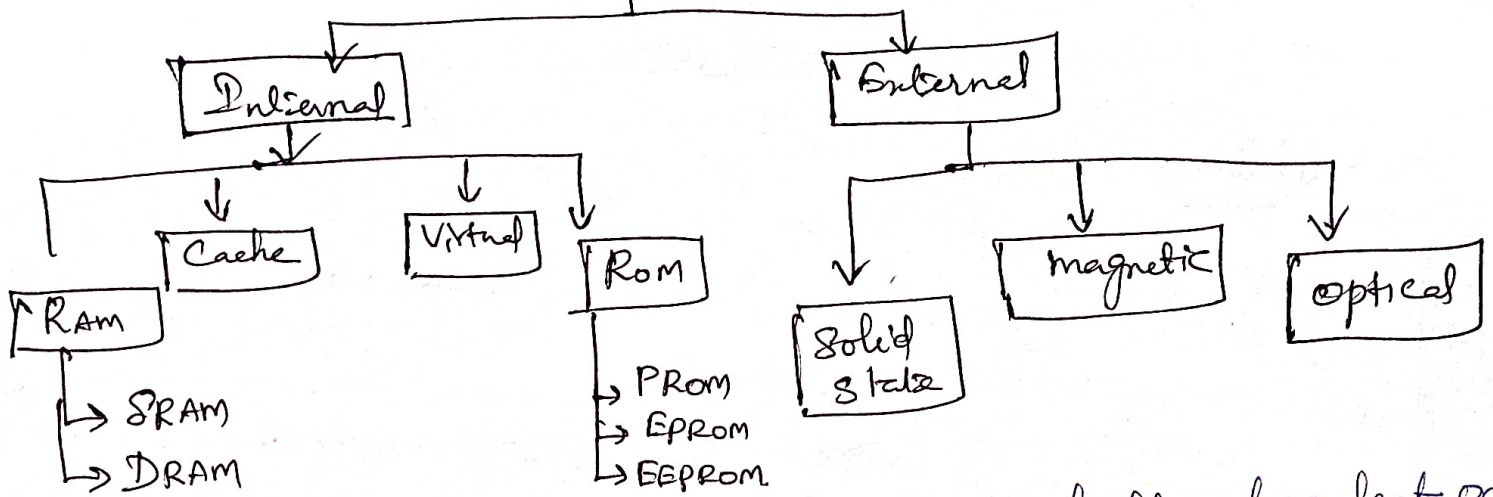 Internal
External
Cache
Virtual
ROM
RAM
Solid
State
magnetic
optical
SRAM
DRAM
PROM
EPROM
EEPROM